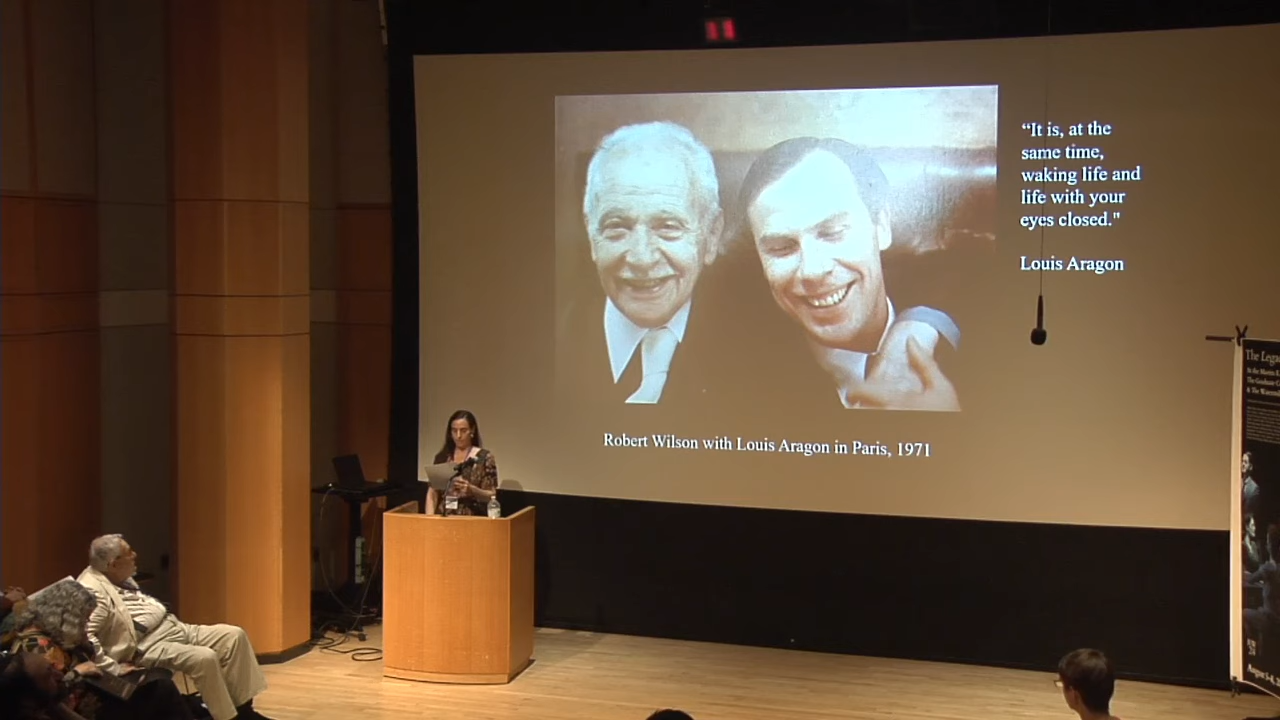 “It is, at the
same time,
waking life and
life with your
eyes closed."
Louis Aragon
Robert Wilson with Louis Aragon in Paris, 1971
The